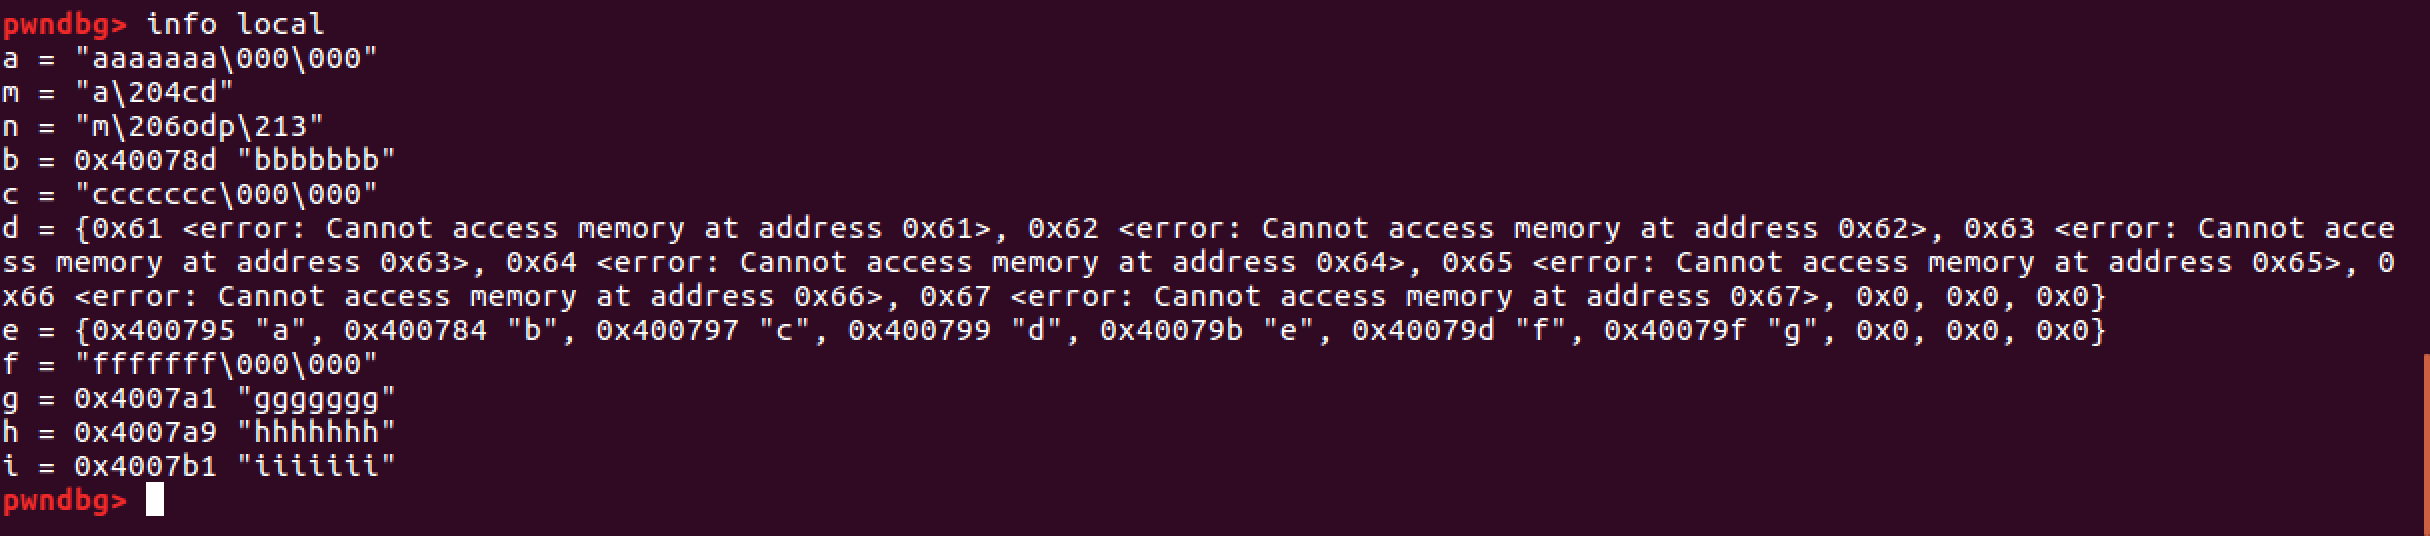 pwndbg> info local
a = "aaaaaaa\000\000"
m = "a\204cd"
n = "m\206odp\213"
b = 0x40078d "bbbbbbb"
c = "ccccccc\000\000"
d = {0x61 <error: Cannot access memory at address 0x61>, 0x62 <error: Cannot access memory at address 0x62>, 0x63 <error: Cannot acce
ss memory at address 0x63>, 0x64 <error: Cannot access memory at address 0x64>, 0x65 <error: Cannot access memory at address 0x65>, 0
x66 <error: Cannot access memory at address 0x66>, 0x67 <error: Cannot access memory at address 0x67>, 0x0, 0x0, 0x0}
e = {0x400795 "a", 0x400784 "b", 0x400797 "c", 0x400799 "d", 0x40079b "e", 0x40079d "f", 0x40079f "g", 0x0, 0x0, 0x0}
f = "fffffff\000\000"
g = 0x4007a1 "ggggggg"
h = 0x4007a9 "hhhhhhh"
i = 0x4007b1 "iiiiiii"
pwndbg>